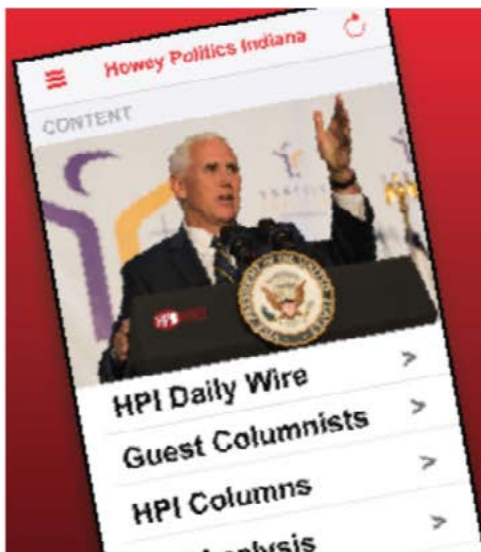 Howey Politics Indiana
CONTENT
HPI Daily Wire
Guest Columnists
HPI Columns